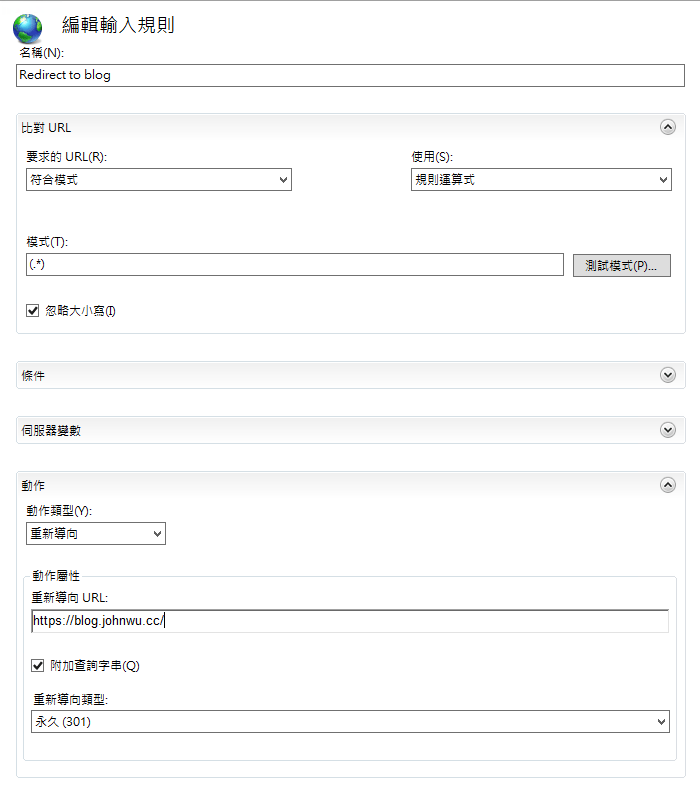 編輯輸入規則
名稱(N):
Redirect to blog
比對 URL
要求的 URL(R):
使用(S):
符合模式
規則運算式
模式(T):
(.*)
測試模式(P)...
忽略大小寫(I)
條件
伺服器變數
動作
動作類型(Y):
重新導向
動作屬性
重新導向 URL:
https://blog.johnwu.cc/
附加查詢字串(Q)
重新導向類型:
永久 (301)